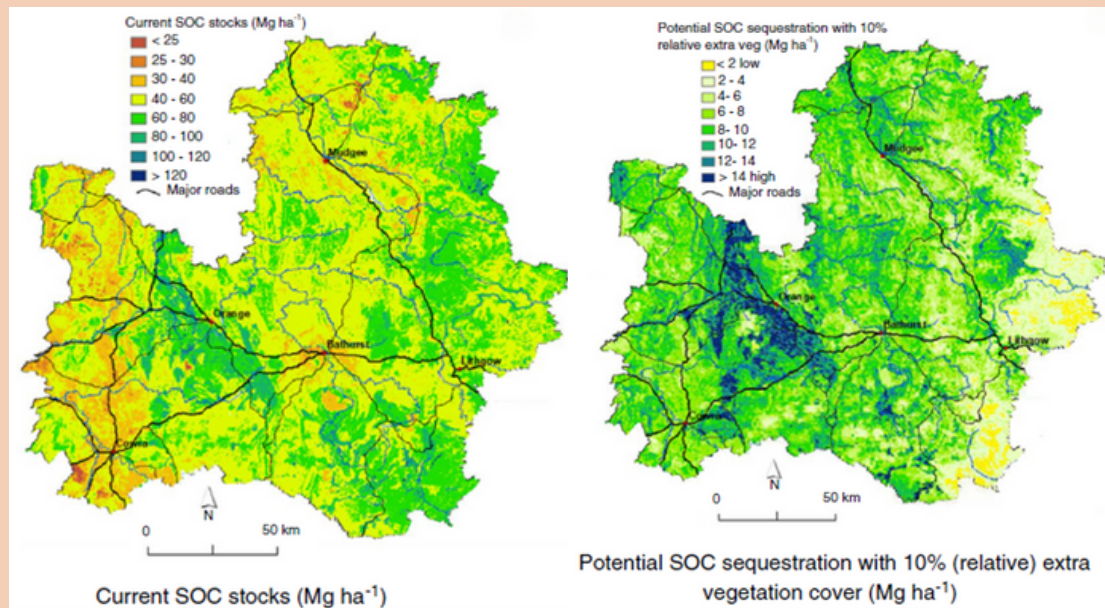 Current SOC stocks (Mg ha⁻¹)
< 25
25 - 30
30 - 40
40 - 60
60 - 80
80 - 100
100 - 120
> 120
Major roads
Mudgee
Orange
Bathurst
Lithgow
Cowra
N
0 50 km
Current SOC stocks (Mg ha⁻¹)
Potential SOC sequestration with 10%
relative extra veg (Mg ha⁻¹)
< 2 low
2 - 4
4- 6
6 - 8
8 - 10
10- 12
12- 14
> 14 high
Major roads
Mudgee
Orange
Bathurst
Lithgow
Cowra
N
0 50 km
Potential SOC sequestration with 10% (relative) extra
vegetation cover (Mg ha⁻¹)